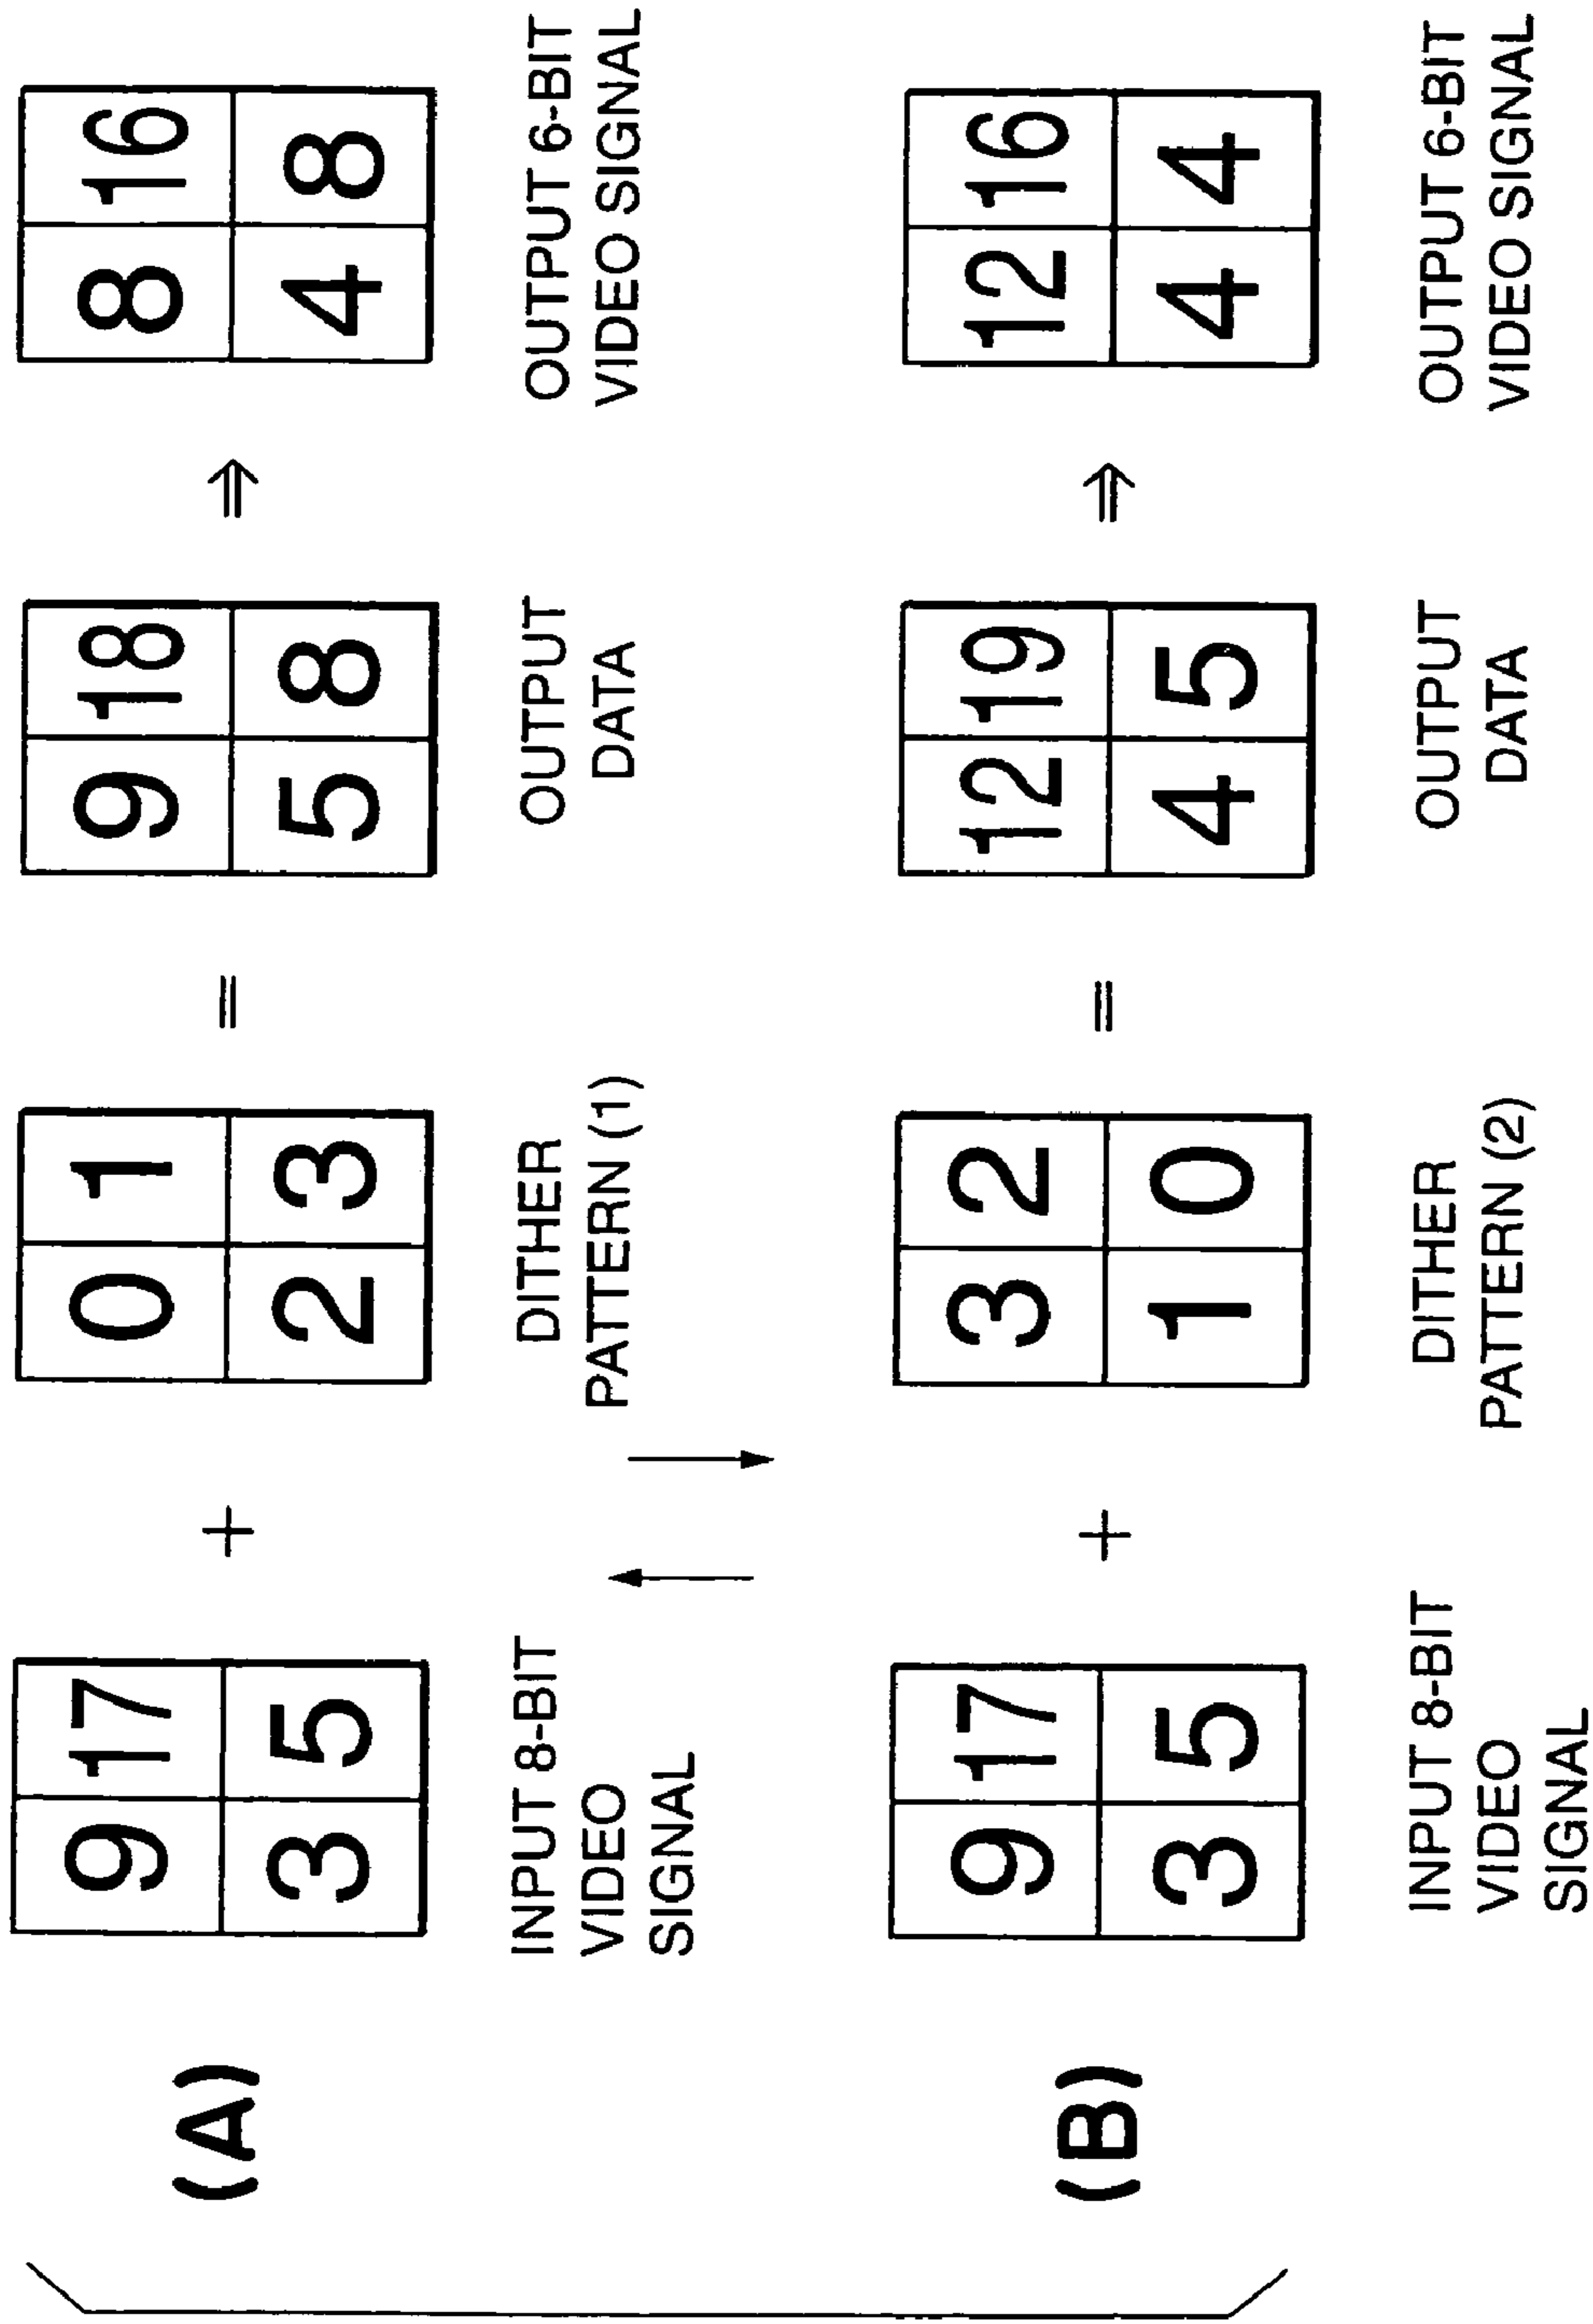 (A)
9 17
3 5
INPUT 8-BIT
VIDEO
SIGNAL
+
0 1
2 3
DITHER
PATTERN (1)
=
9 18
5 8
OUTPUT
DATA
⇒
8 16
4 8
OUTPUT 6-BIT
VIDEO SIGNAL
(B)
9 17
3 5
INPUT 8-BIT
VIDEO
SIGNAL
+
3 2
1 0
DITHER
PATTERN (2)
=
12 19
4 5
OUTPUT
DATA
⇒
12 16
4 4
OUTPUT 6-BIT
VIDEO SIGNAL